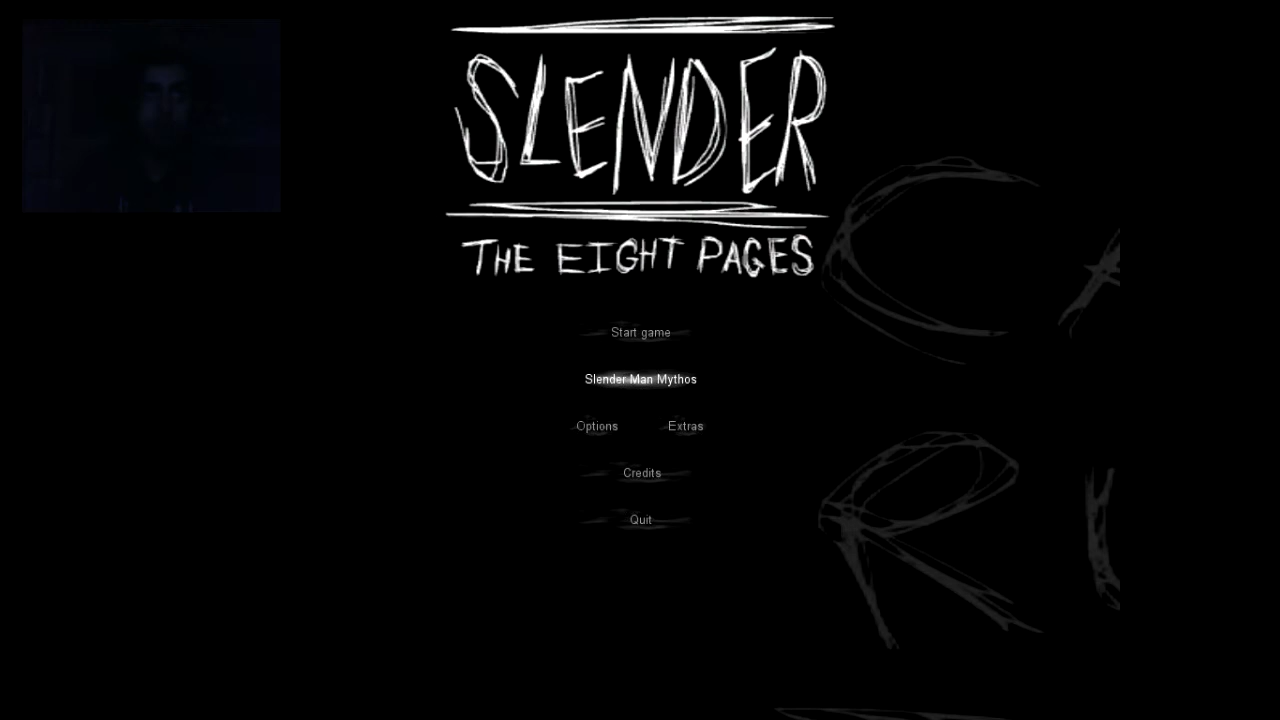 SLENDER
THE EIGHT PAGES
Start game
Slender Man Mythos
Options Extras
Credits
Quit